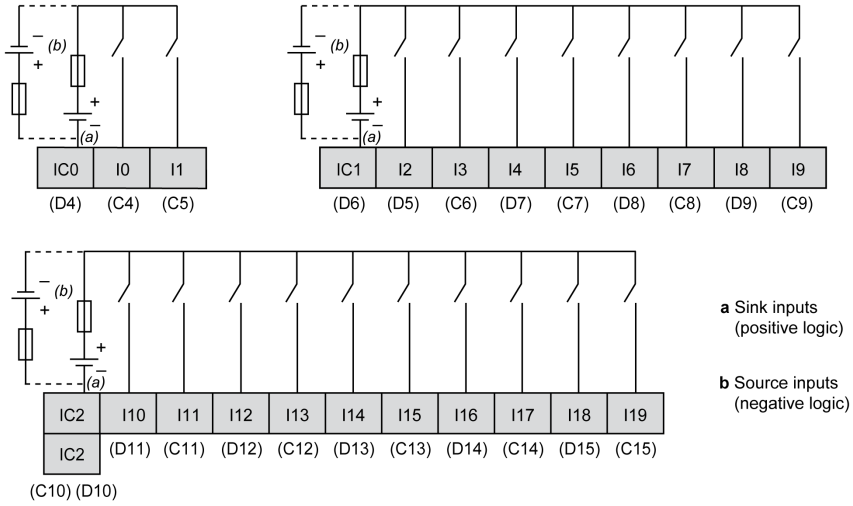 − (b) − (b)
+ +
+ +
− (a) − (a)
IC0 I0 I1 IC1 I2 I3 I4 I5 I6 I7 I8 I9
(D4) (C4) (C5) (D6) (D5) (C6) (D7) (C7) (D8) (C8) (D9) (C9)
− (b)
+
+
− (a)
a Sink inputs
(positive logic)
b Source inputs
(negative logic)
IC2 I10 I11 I12 I13 I14 I15 I16 I17 I18 I19
IC2 (D11) (C11) (D12) (C12) (D13) (C13) (D14) (C14) (D15) (C15)
(C10) (D10)